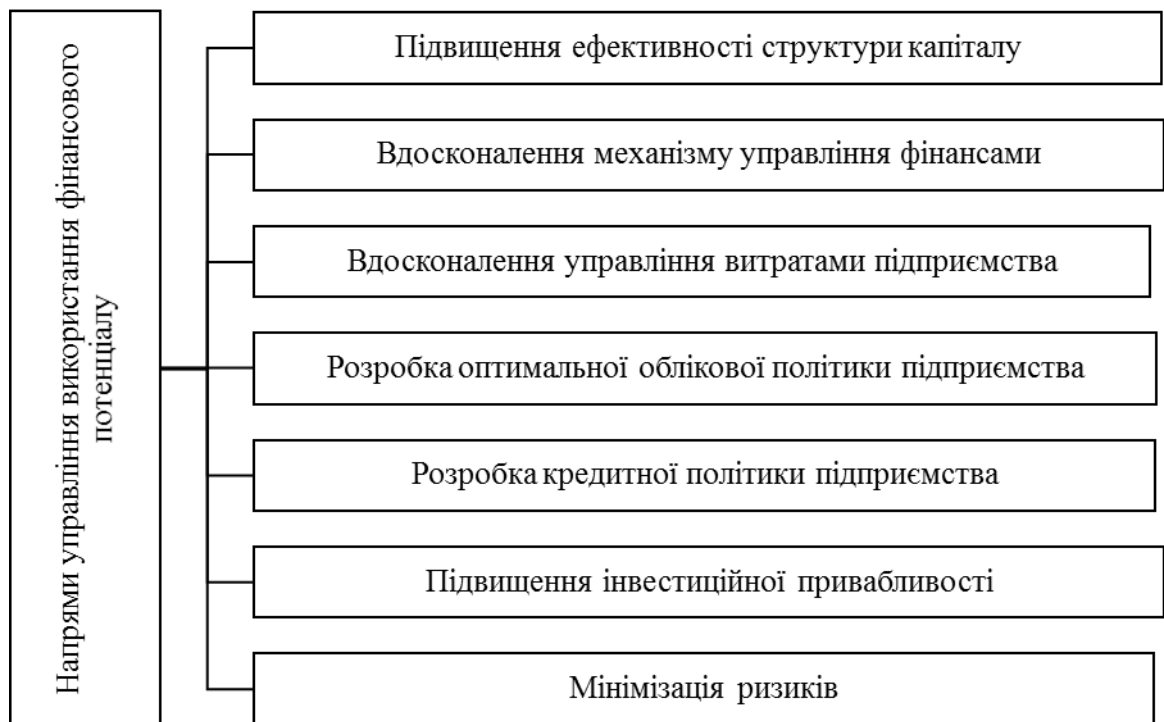 Напрями управління використання фінансового
потенціалу
Підвищення ефективності структури капіталу
Вдосконалення механізму управління фінансами
Вдосконалення управління витратами підприємства
Розробка оптимальної облікової політики підприємства
Розробка кредитної політики підприємства
Підвищення інвестиційної привабливості
Мінімізація ризиків